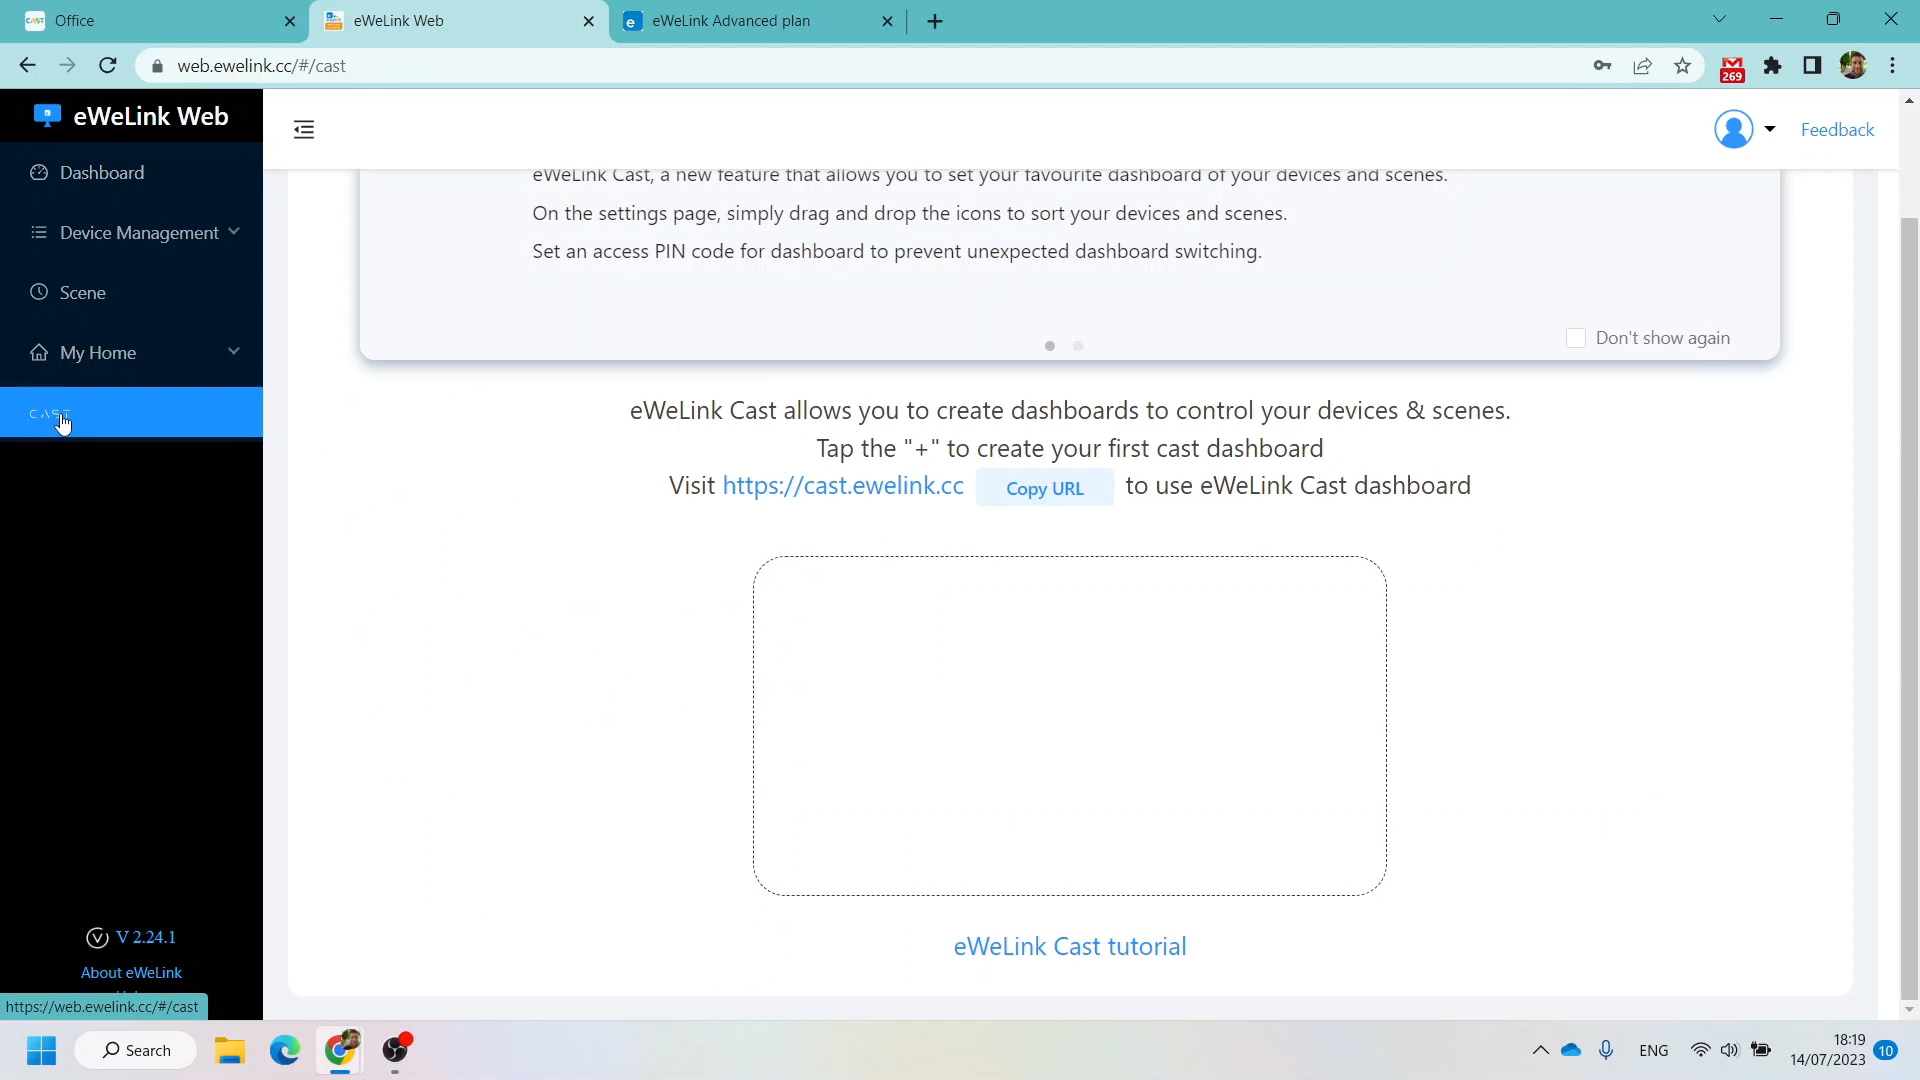 CAST Office
eWeLink Web
e eWeLink Advanced plan
web.ewelink.cc/#/cast
269
eWeLink Web
Feedback
Dashboard
Device Management
Scene
My Home
CAST
eWeLink Cast, a new feature that allows you to set your favourite dashboard of your devices and scenes.
On the settings page, simply drag and drop the icons to sort your devices and scenes.
Set an access PIN code for dashboard to prevent unexpected dashboard switching.
Don't show again
eWeLink Cast allows you to create dashboards to control your devices & scenes.
Tap the "+" to create your first cast dashboard
Visit https://cast.ewelink.cc Copy URL to use eWeLink Cast dashboard
eWeLink Cast tutorial
V V 2.24.1
About eWeLink
https://web.ewelink.cc/#/cast
Search
ENG
18:19
14/07/2023
10